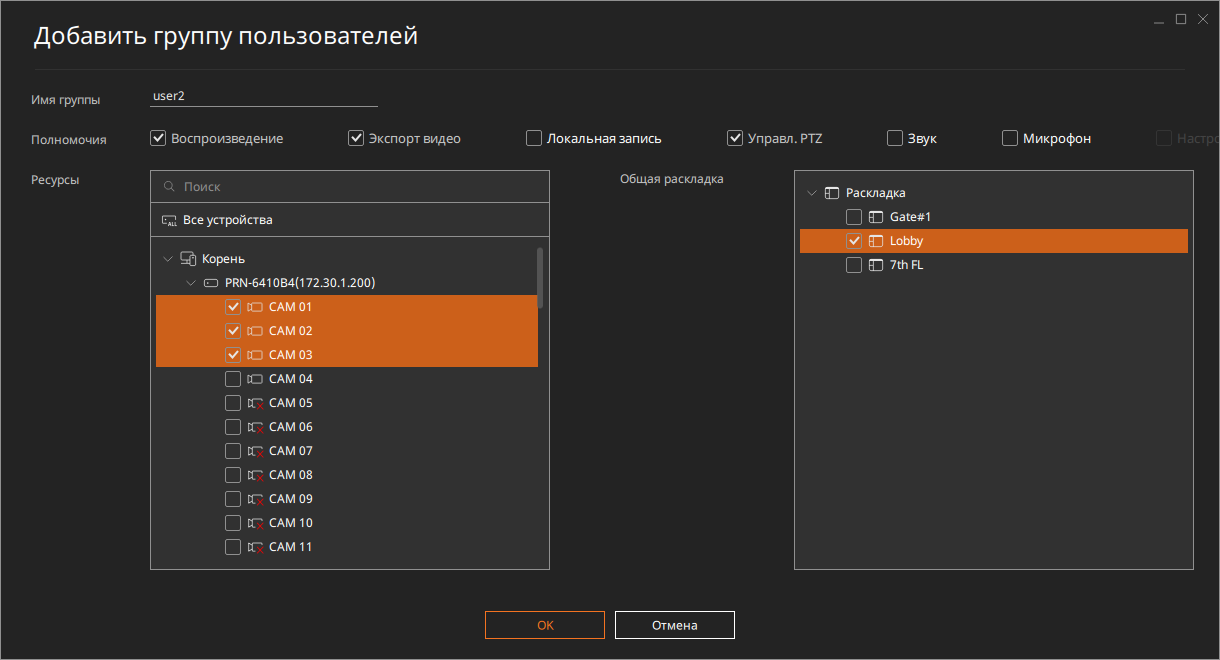 Добавить группу пользователей
Имя группы user2
Полномочия Воспроизведение Экспорт видео Локальная запись Управл. PTZ Звук Микрофон Настро
Ресурсы Поиск Общая раскладка
ALL Все устройства
Корень
PRN-6410B4(172.30.1.200)
CAM 01
CAM 02
CAM 03
CAM 04
CAM 05
CAM 06
CAM 07
CAM 08
CAM 09
CAM 10
CAM 11
Раскладка
Gate#1
Lobby
7th FL
OK Отмена